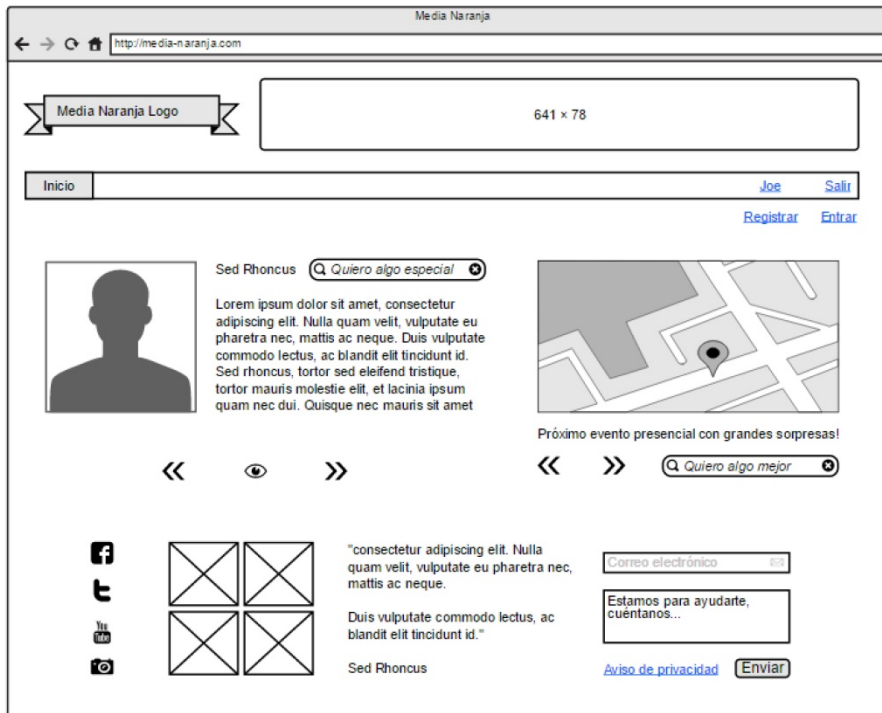 Media Naranja
http://media-naranja.com
Media Naranja Logo
641 × 78
Inicio
Joe
Salir
Registrar
Entrar
Sed Rhoncus
Quiero algo especial
Lorem ipsum dolor sit amet, consectetur
adipiscing elit. Nulla quam velit, vulputate eu
pharetra nec, mattis ac neque. Duis vulputate
commodo lectus, ac blandit elit tincidunt id.
Sed rhoncus, tortor sed eleifend tristique,
tortor mauris molestie elit, et lacinia ipsum
quam nec dui. Quisque nec mauris sit amet
Próximo evento presencial con grandes sorpresas!
Quiero algo mejor
You
Tube
"consectetur adipiscing elit. Nulla
quam velit, vulputate eu pharetra nec,
mattis ac neque.
Duis vulputate commodo lectus, ac
blandit elit tincidunt id."
Sed Rhoncus
Correo electrónico
Estamos para ayudarte,
cuéntanos...
Aviso de privacidad
Enviar